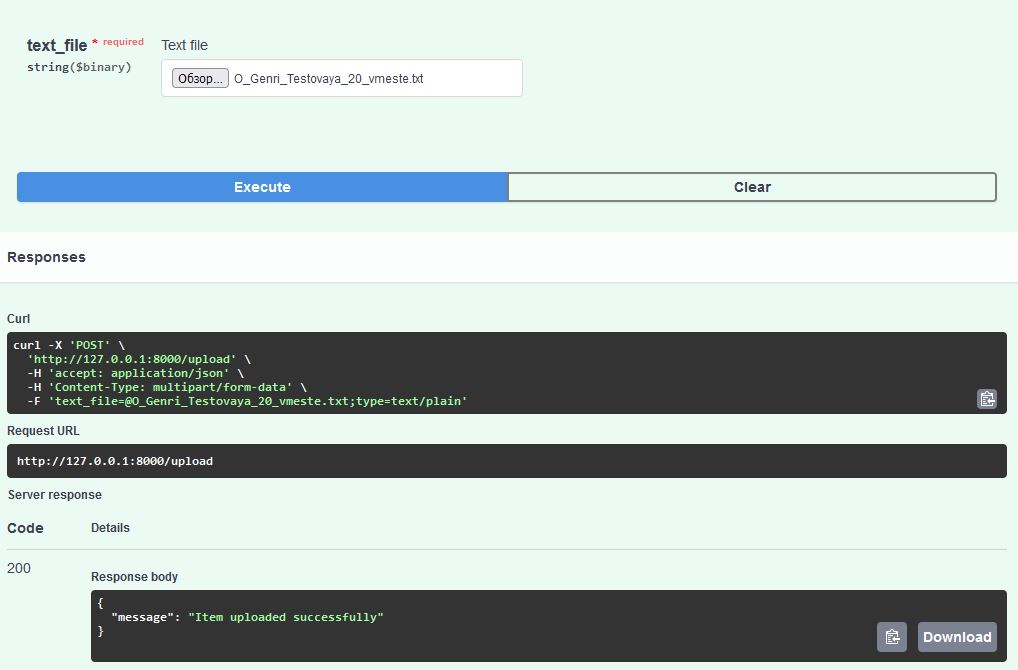 text_file * required
Text file
string($binary)
Обзор... O_Genri_Testovaya_20_vmeste.txt
Execute
Clear
Responses
Curl
curl -X 'POST' \
  'http://127.0.0.1:8000/upload' \
  -H 'accept: application/json' \
  -H 'Content-Type: multipart/form-data' \
  -F 'text_file=@O_Genri_Testovaya_20_vmeste.txt;type=text/plain'
Request URL
http://127.0.0.1:8000/upload
Server response
Code Details
200
Response body
{
  "message": "Item uploaded successfully"
}
Download